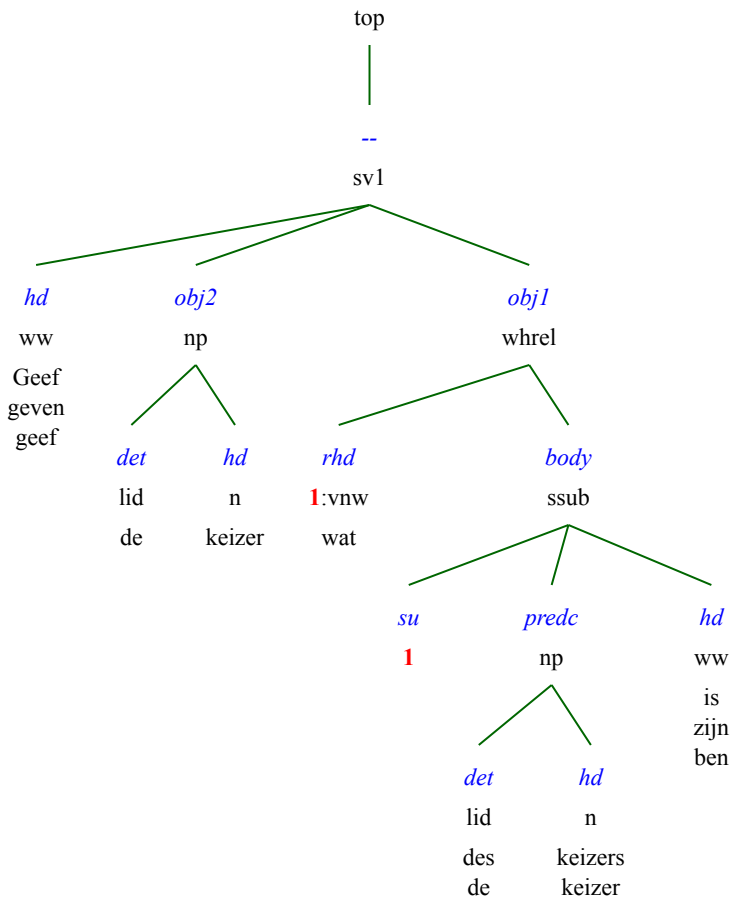 top
--
sv1
hd obj2 obj1
ww np whrel
Geef
geven
geef
det hd rhd body
lid n 1:vnw ssub
de keizer wat
su predc hd
1 np ww
is
zijn
ben
det hd
lid n
des keizers
de keizer